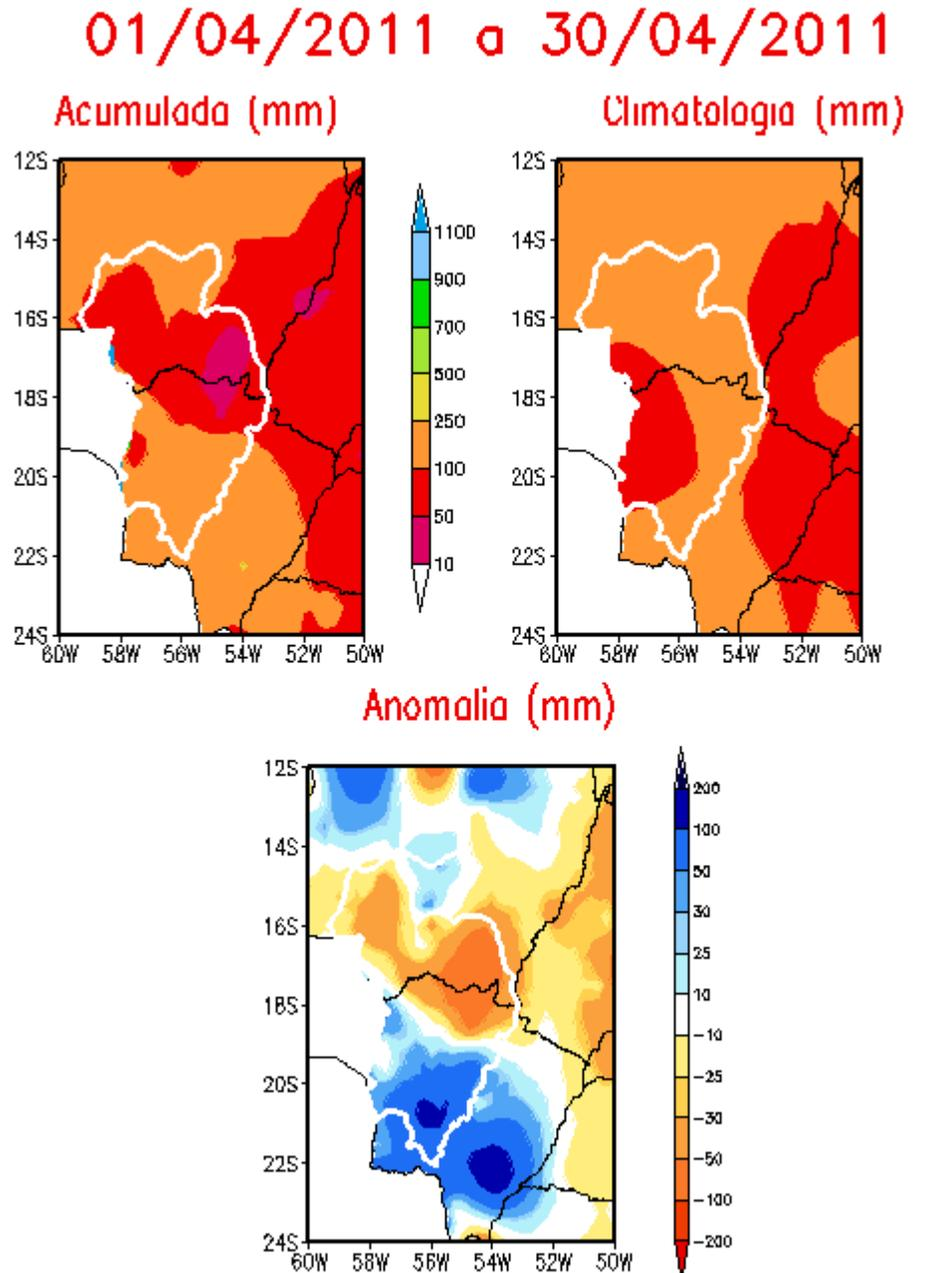 01/04/2011 a 30/04/2011
Acumulada (mm)
Climatologia (mm)
12S
14S
16S
18S
20S
22S
24S
60W 58W 56W 54W 52W 50W
1100
900
700
500
250
100
50
10
12S
14S
16S
18S
20S
22S
24S
60W 58W 56W 54W 52W 50W
Anomalia (mm)
12S
14S
16S
18S
20S
22S
24S
60W 58W 56W 54W 52W 50W
200
100
50
30
25
10
-10
-25
-30
-50
-100
-200